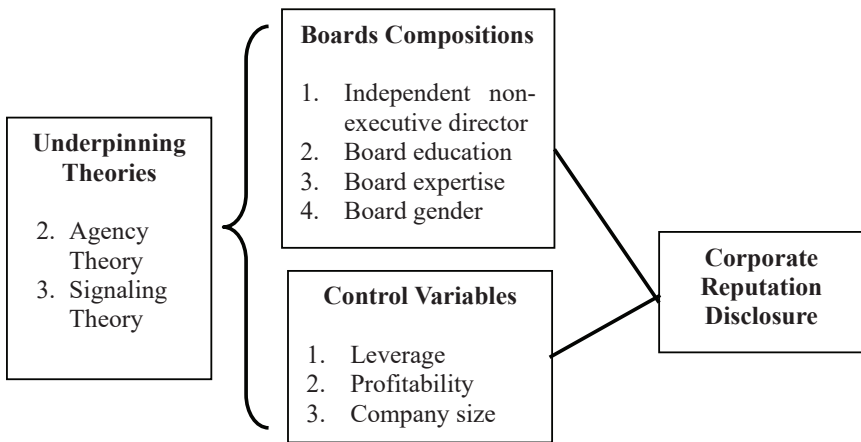 Underpinning
Theories
2. Agency
Theory
3. Signaling
Theory
Boards Compositions
1. Independent non-
executive director
2. Board education
3. Board expertise
4. Board gender
Control Variables
1. Leverage
2. Profitability
3. Company size
Corporate
Reputation
Disclosure